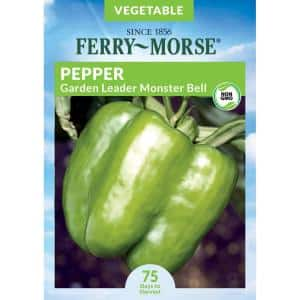 VEGETABLE
SINCE 1856
FERRY~MORSE®
PEPPER
Garden Leader Monster Bell
NON
GMO
75
Days to
Harvest